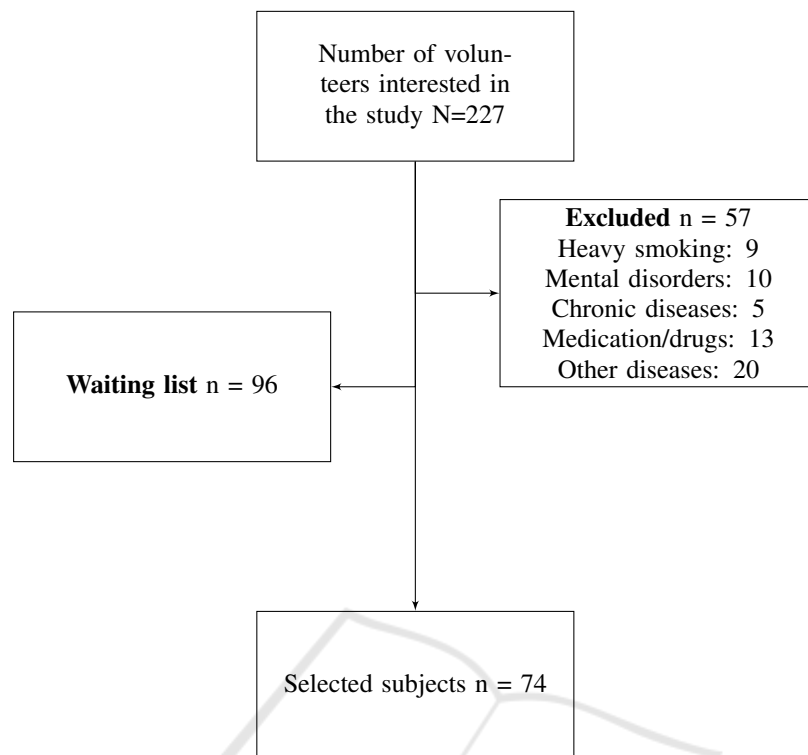 Number of volun-
teers interested in
the study N=227
Excluded n = 57
Heavy smoking: 9
Mental disorders: 10
Chronic diseases: 5
Medication/drugs: 13
Other diseases: 20
Waiting list n = 96
Selected subjects n = 74